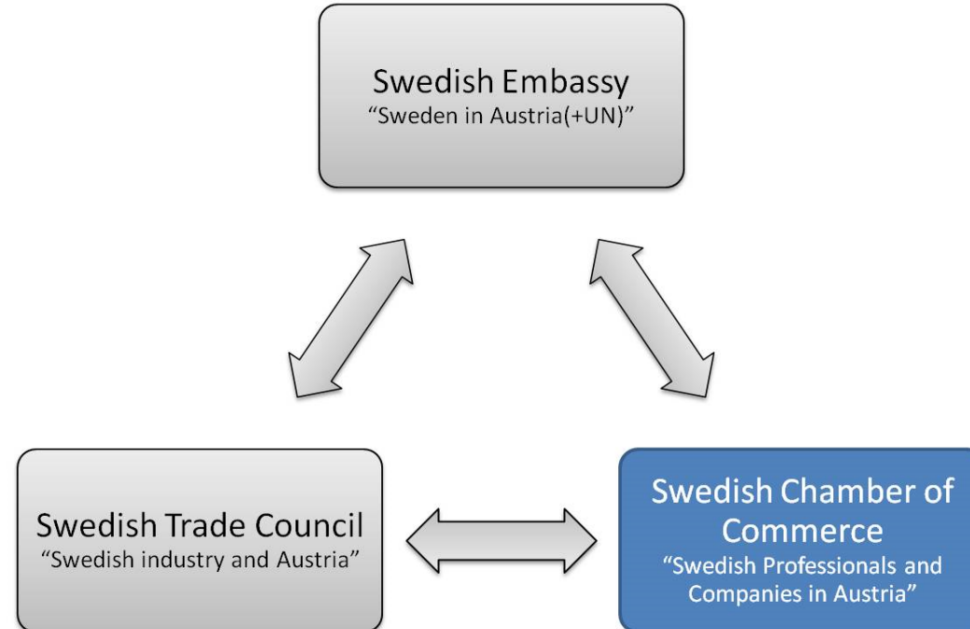 Swedish Embassy
“Sweden in Austria(+UN)”
Swedish Trade Council
“Swedish industry and Austria”
Swedish Chamber of
Commerce
“Swedish Professionals and
Companies in Austria”